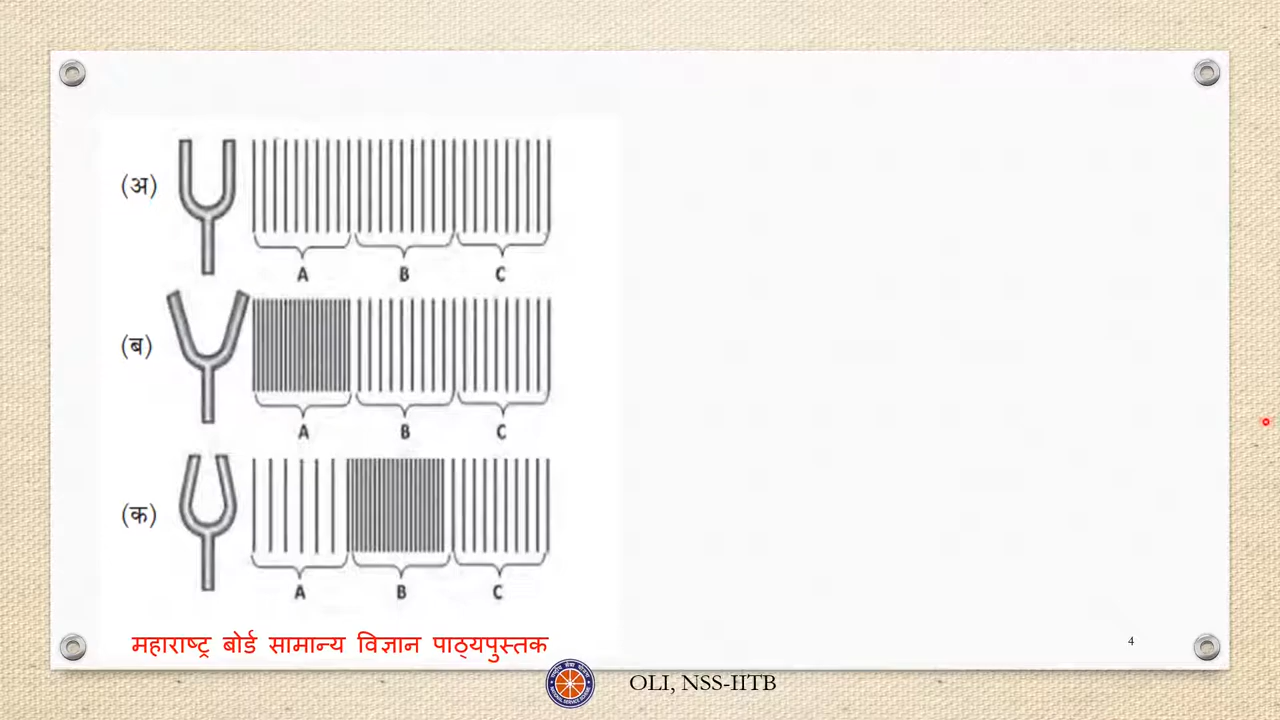 (अ)
A B C
(ब)
A B C
(क)
A B C
महाराष्ट्र बोर्ड सामान्य विज्ञान पाठ्यपुस्तक
4
OLI, NSS-IITB